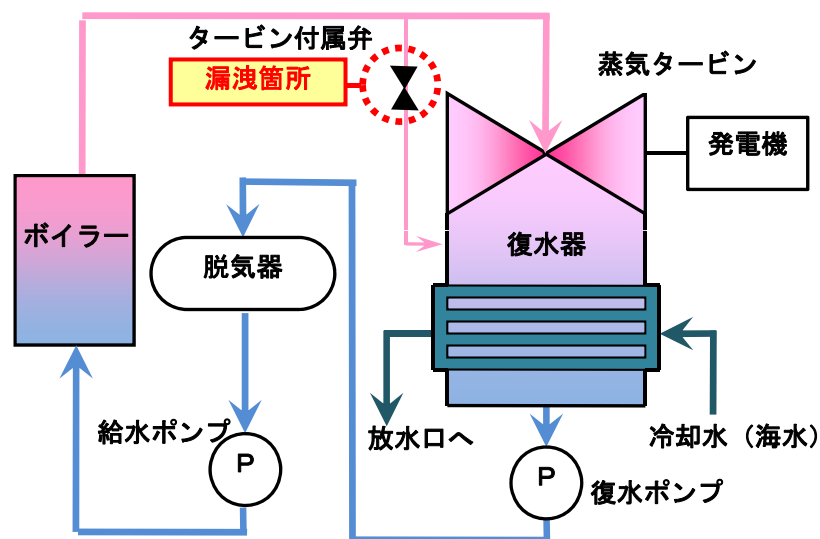 タービン付属弁
蒸気タービン
漏洩箇所
発電機
ボイラー
復水器
脱気器
給水ポンプ
放水口へ
冷却水（海水）
P
P
復水ポンプ